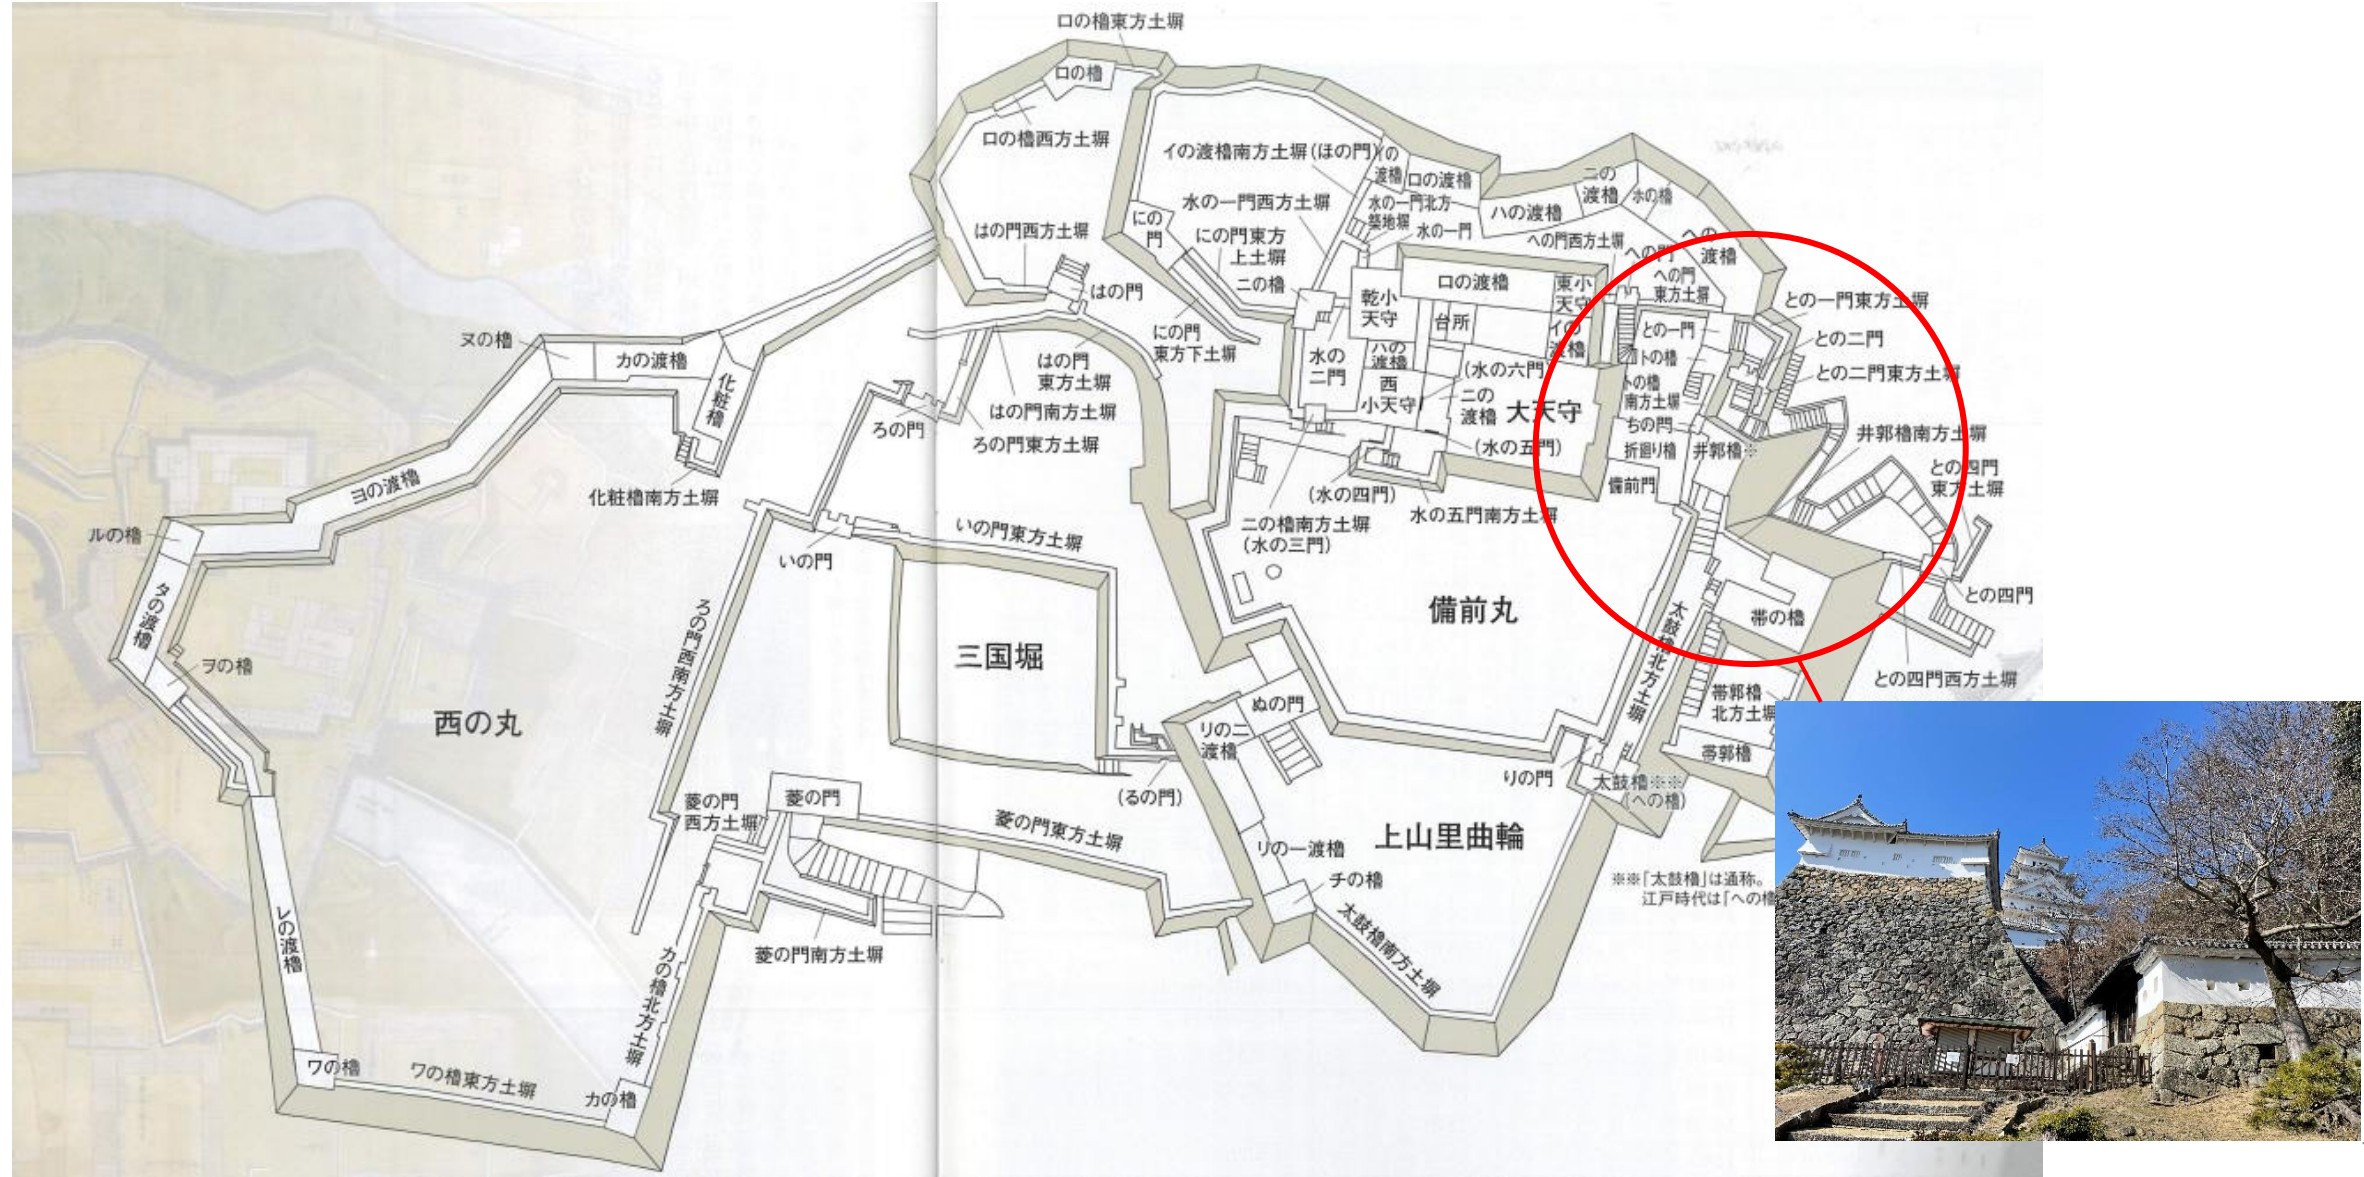 ロの櫓東方土塀
ロの櫓
ロの櫓西方土塀
イの渡櫓南方土塀(ほの門)
イの
渡櫓
ロの渡櫓
ハの渡櫓
ニの
渡櫓
ホの櫓
への
渡櫓
水の一門西方土塀
水の一門北方
築地塀
水の一門
への門西方土塀
への門
への門
東方土塀
にの
門
にの門東方
上土塀
ニの櫓
はの門西方土塀
はの門
にの門
東方下土塀
乾小
天守
ロの渡櫓
東小
天守
台所
イの
渡櫓
ハの
渡櫓
水の
二門
西
小天守
(水の六門)
ニの
渡櫓
大天守
(水の五門)
との一門
トの櫓
トの櫓
南方土塀
ちの門
折廻り櫓
井郭櫓※
備前門
との一門東方土塀
との二門
との二門東方土塀
井郭櫓南方土塀
との四門
東方土塀
との四門
との四門西方土塀
ヌの櫓
カの渡櫓
化粧櫓
はの門
東方土塀
はの門南方土塀
ろの門
ろの門東方土塀
化粧櫓南方土塀
ヨの渡櫓
ルの櫓
タの渡櫓
ヲの櫓
(水の四門)
水の五門南方土塀
ニの櫓南方土塀
(水の三門)
いの門東方土塀
いの門
ろの門西南方土塀
三国堀
備前丸
太鼓櫓北方土塀
帯の櫓
帯郭櫓
北方土塀
帯郭櫓
西の丸
ぬの門
リの二
渡櫓
りの門
太鼓櫓※※
(への櫓)
(るの門)
菱の門
西方土塀
菱の門
菱の門東方土塀
リの一渡櫓
チの櫓
上山里曲輪
※※「太鼓櫓」は通称。
江戸時代は「への櫓
太鼓櫓南方土塀
菱の門南方土塀
レの渡櫓
カの櫓北方土塀
ワの櫓
ワの櫓東方土塀
カの櫓